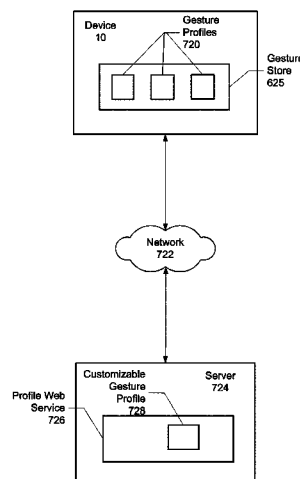 Device
10
Gesture
Profiles
720
Gesture
Store
625
Network
722
Customizable
Gesture
Profile
728
Server
724
Profile Web
Service
726